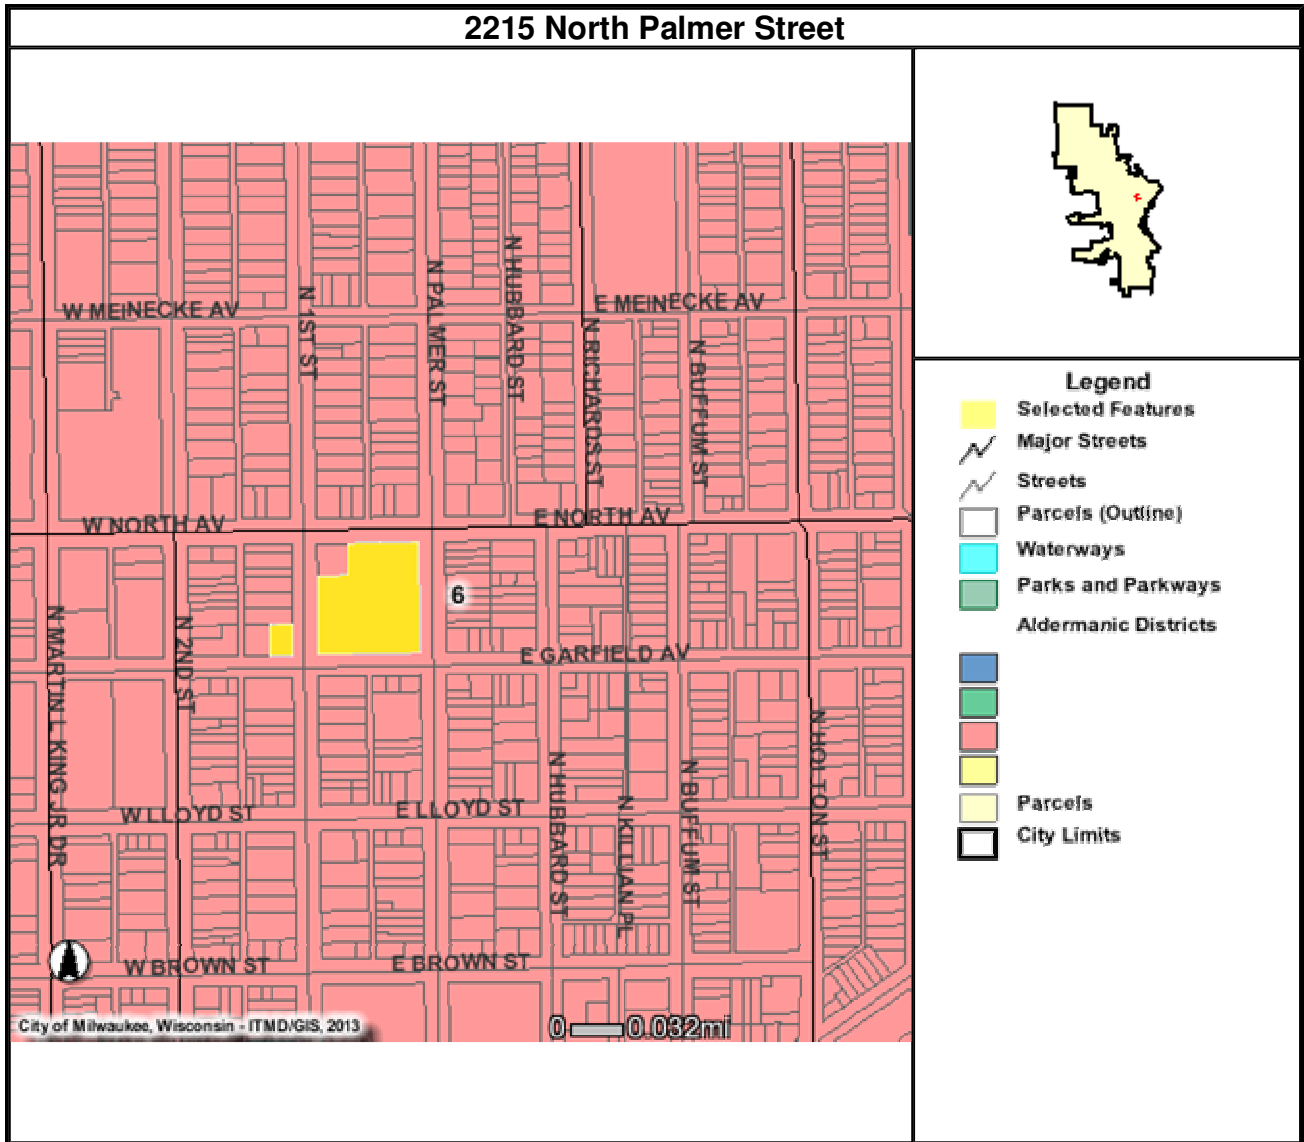 2215 North Palmer Street
W MEINECKE AV
N 1ST ST
N PALMER ST
N HUBBARD ST
E MEINECKE AV
N RICHARDS ST
N BUFFUM ST
W NORTH AV
E NORTH AV
6
N MARTIN L KING JR DR
N 2ND ST
E GARFIELD AV
N HOLTON ST
W LLOYD ST
E LLOYD ST
N HUBBARD ST
N KILLIAN PL
N BUFFUM ST
W BROWN ST
E BROWN ST
City of Milwaukee, Wisconsin - ITMD/GIS, 2013
0 0.032mi
Legend
Selected Features
Major Streets
Streets
Parcels (Outline)
Waterways
Parks and Parkways
Aldermanic Districts
Parcels
City Limits